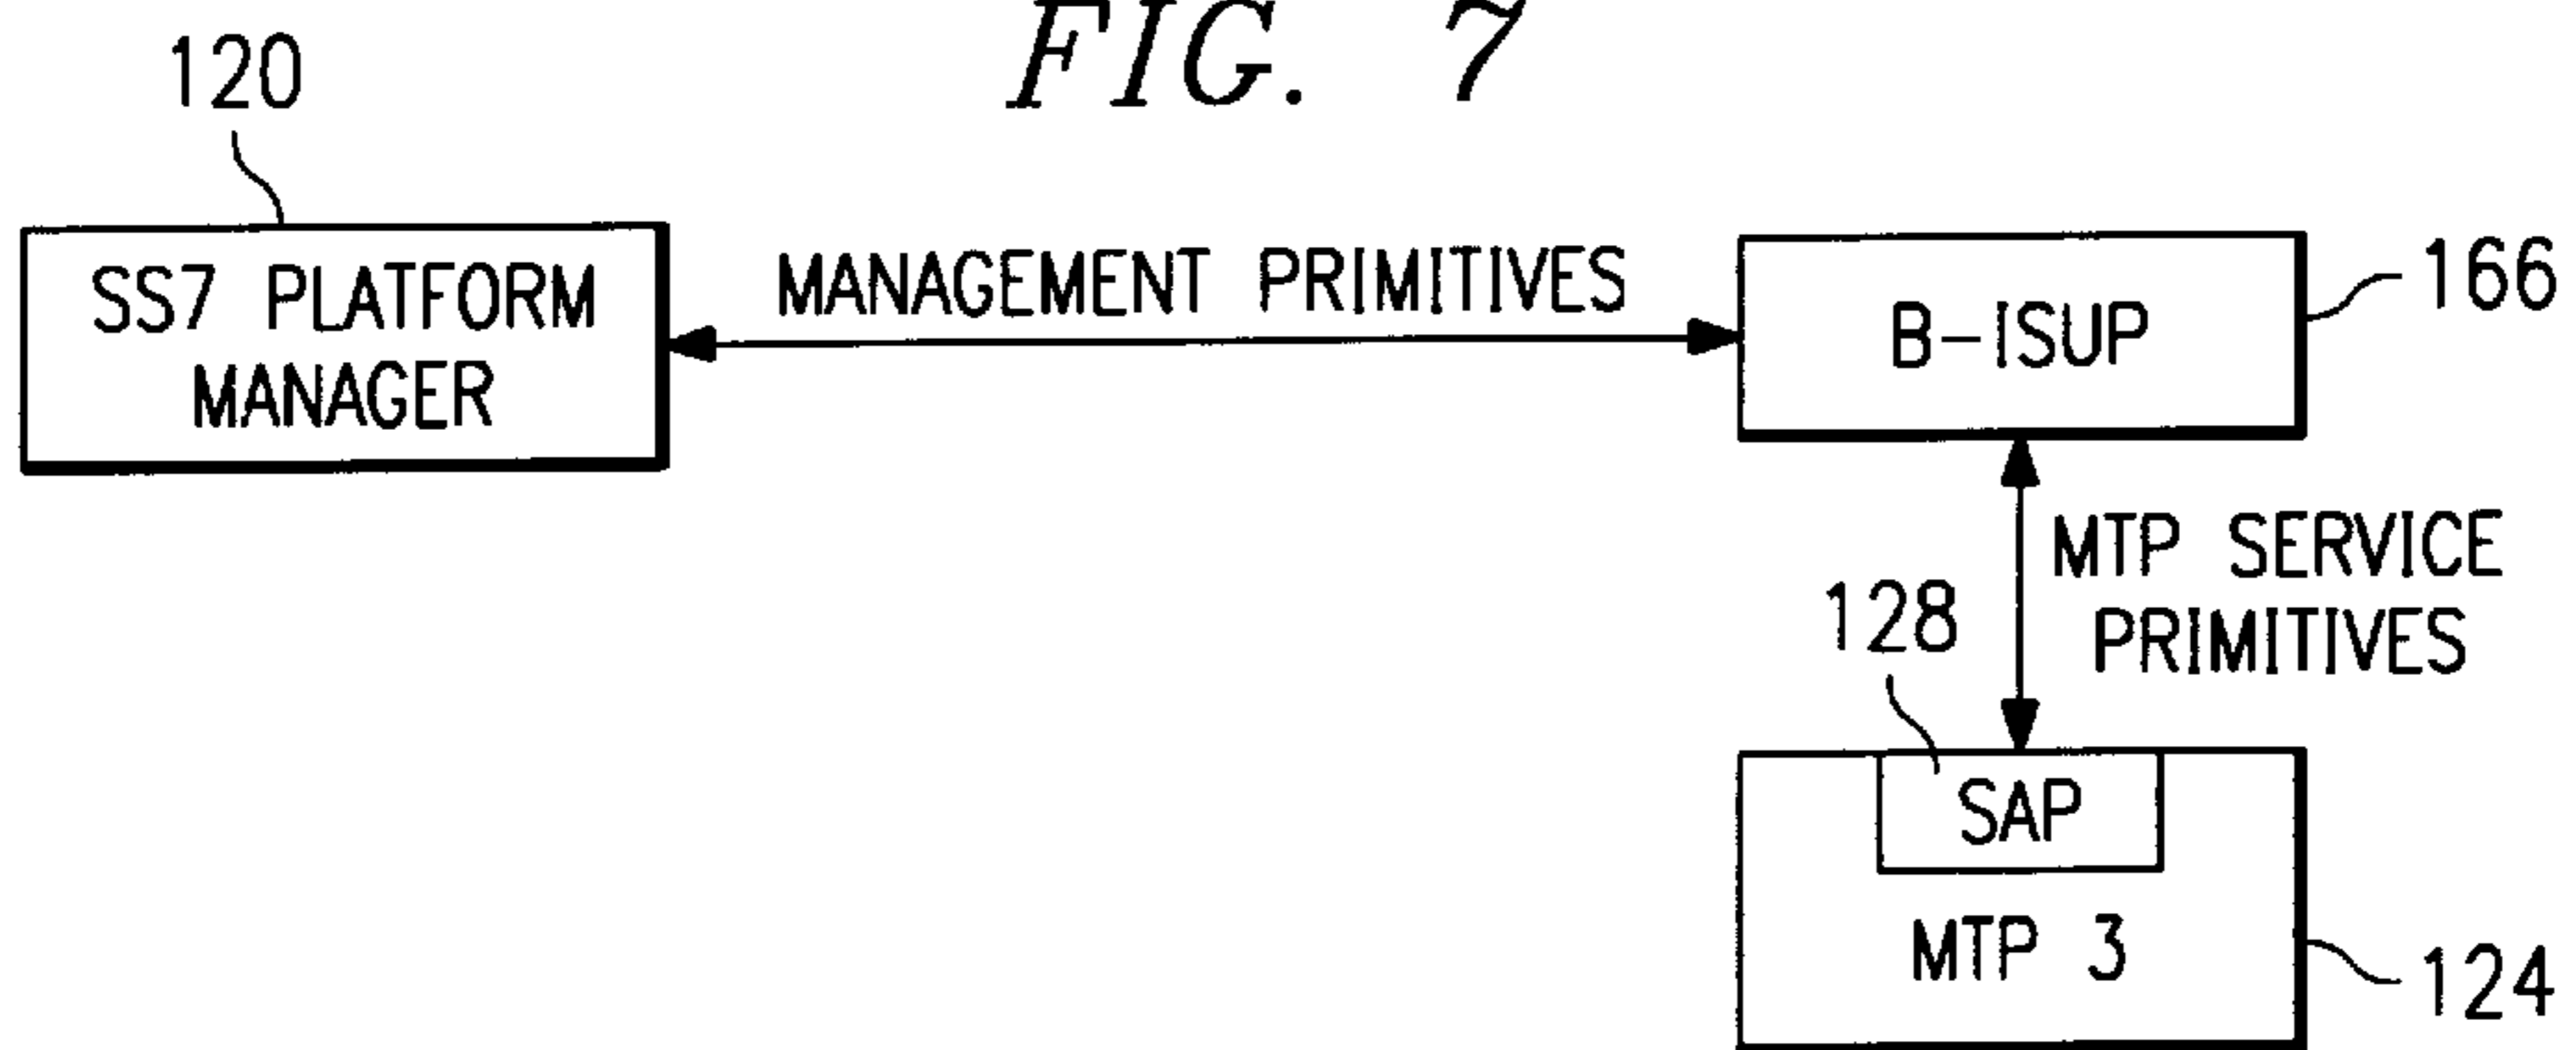 FIG. 7
120
SS7 PLATFORM
MANAGER
MANAGEMENT PRIMITIVES
B-ISUP
166
MTP SERVICE
PRIMITIVES
128
SAP
MTP 3
124